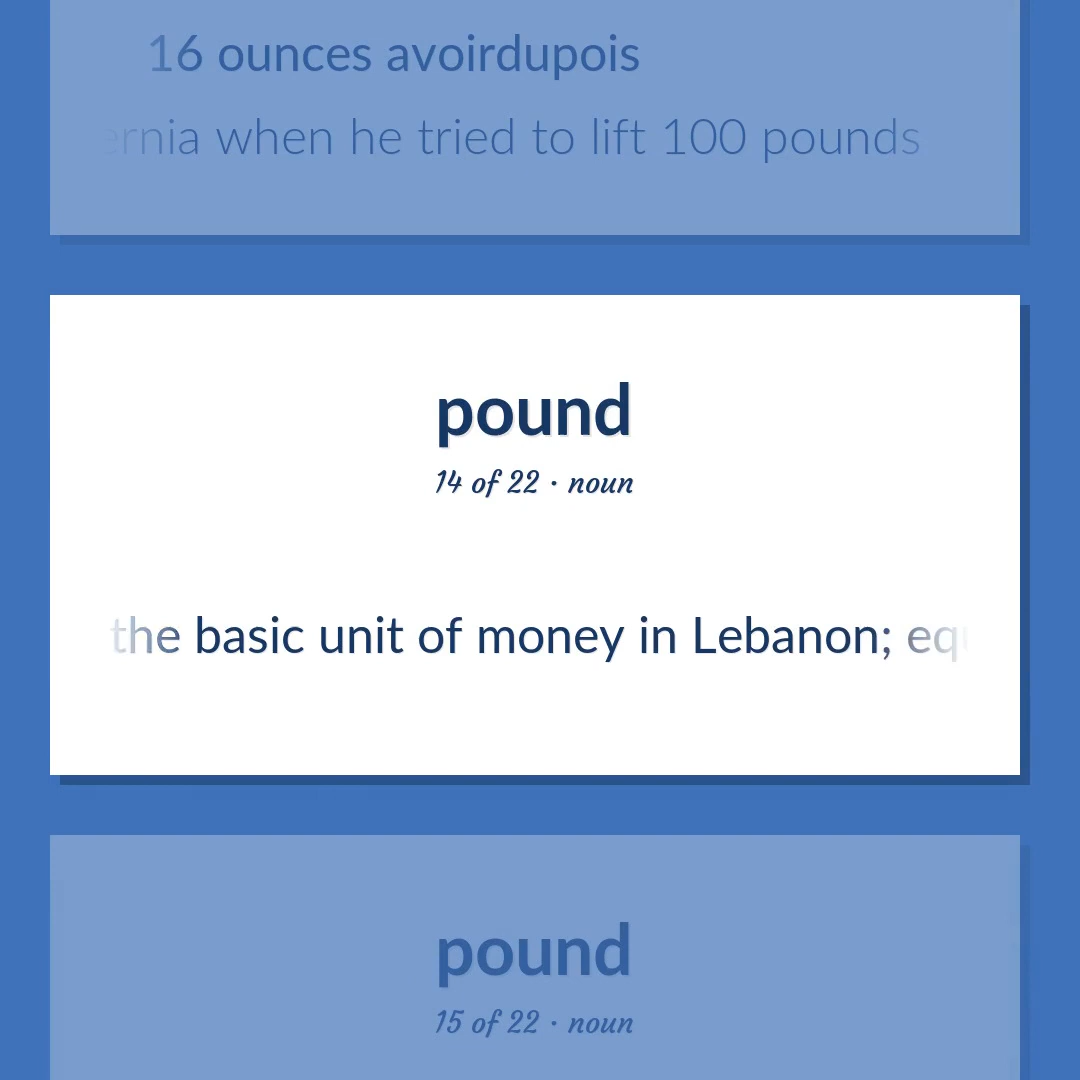 16 ounces avoirdupois
when he tried to lift 100 pounds
pound
14 of 22 · noun
the basic unit of money in Lebanon;
pound
15 of 22 · noun